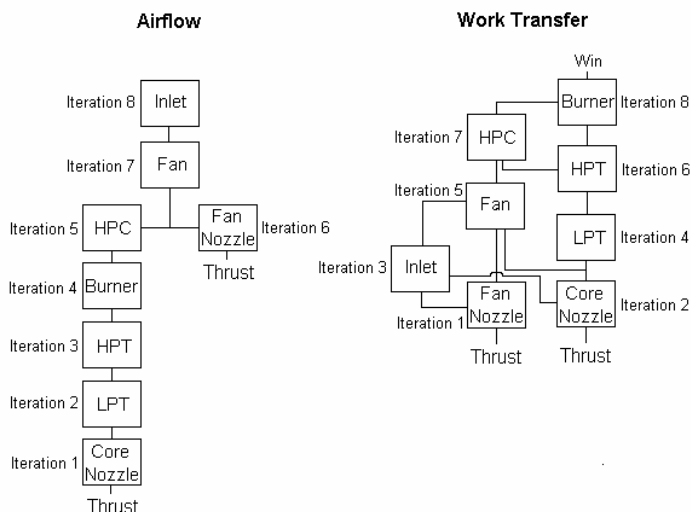 Airflow
Iteration 8
Inlet
Iteration 7
Fan
Iteration 5
HPC
Fan
Nozzle
Iteration 6
Thrust
Iteration 4
Burner
Iteration 3
HPT
Iteration 2
LPT
Iteration 1
Core
Nozzle
Thrust
Work Transfer
Win
Burner
Iteration 8
Iteration 7
HPC
HPT
Iteration 6
Iteration 5
Fan
LPT
Iteration 4
Iteration 3
Inlet
Fan
Nozzle
Iteration 1
Core
Nozzle
Iteration 2
Thrust
Thrust